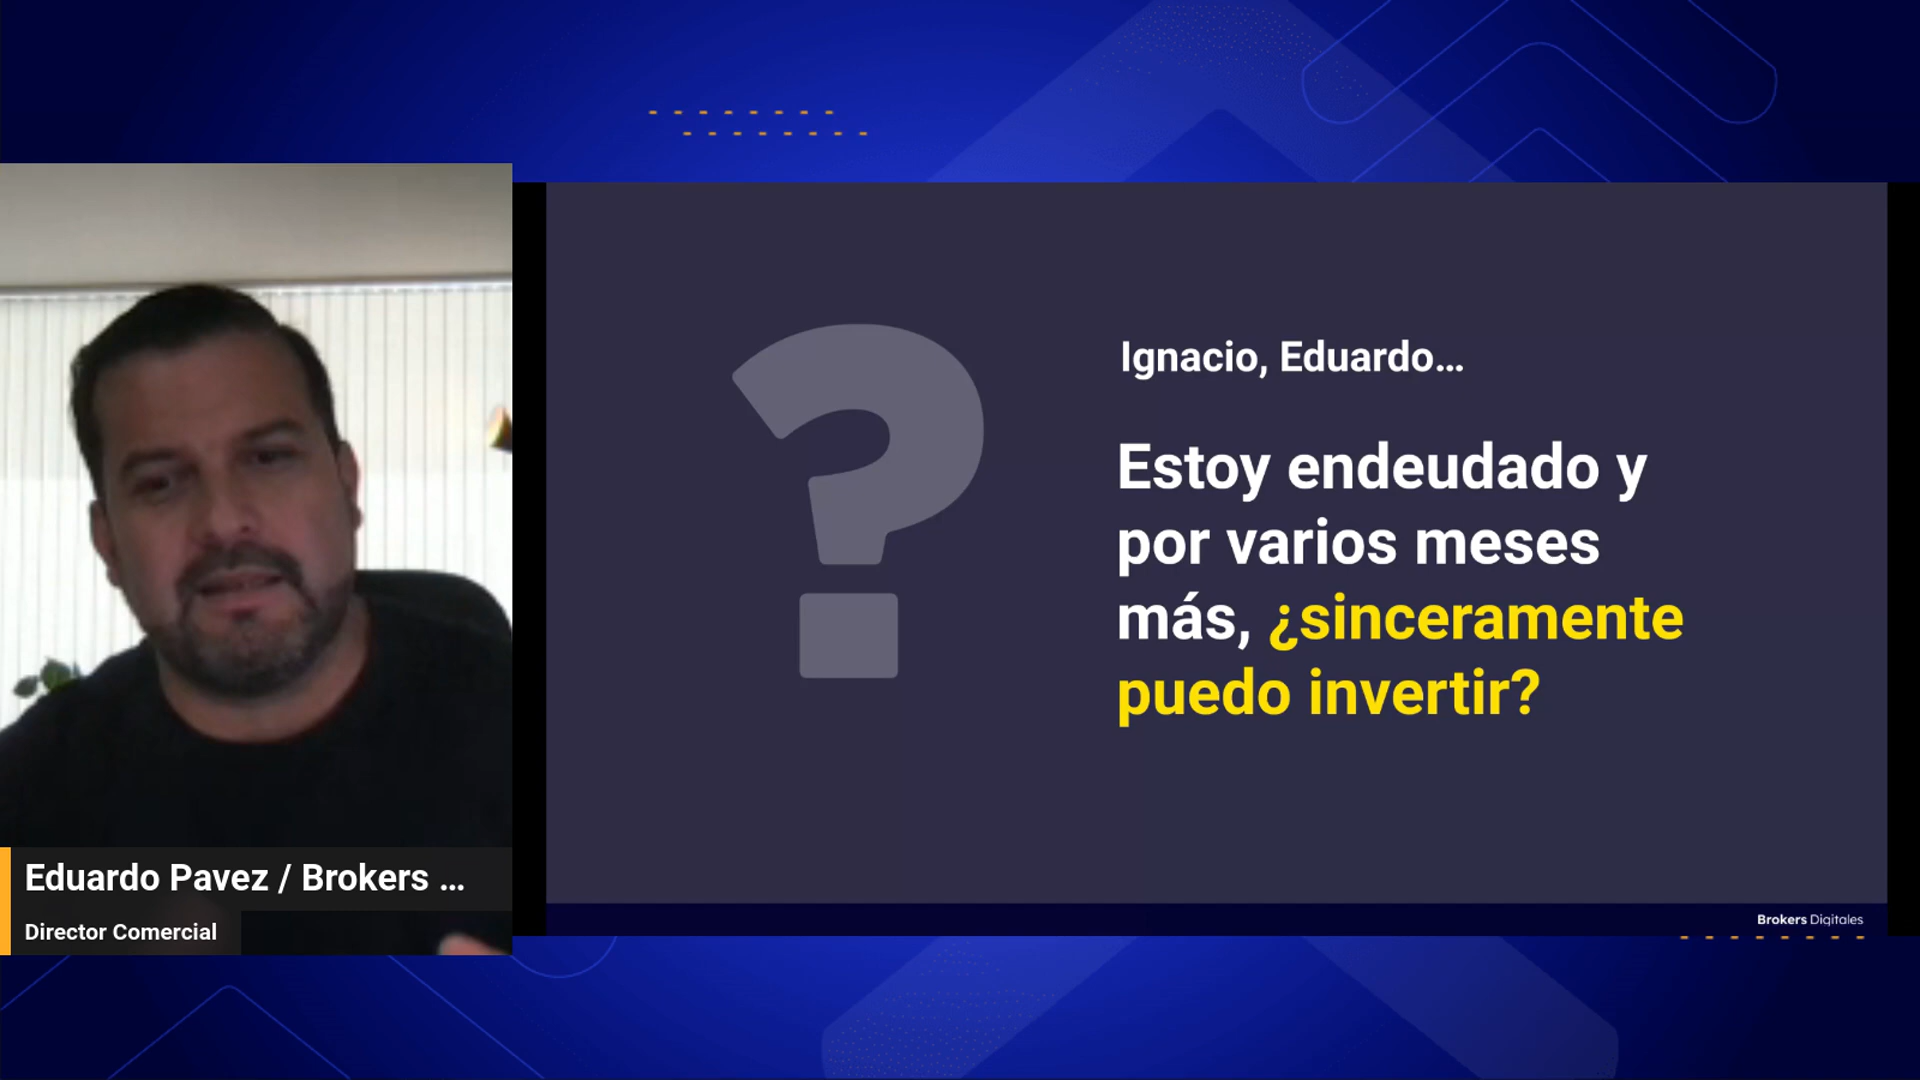 Ignacio, Eduardo...
Estoy endeudado y
por varios meses
más, ¿sinceramente
puedo invertir?
Eduardo Pavez / Brokers ...
Director Comercial
Brokers Digitales